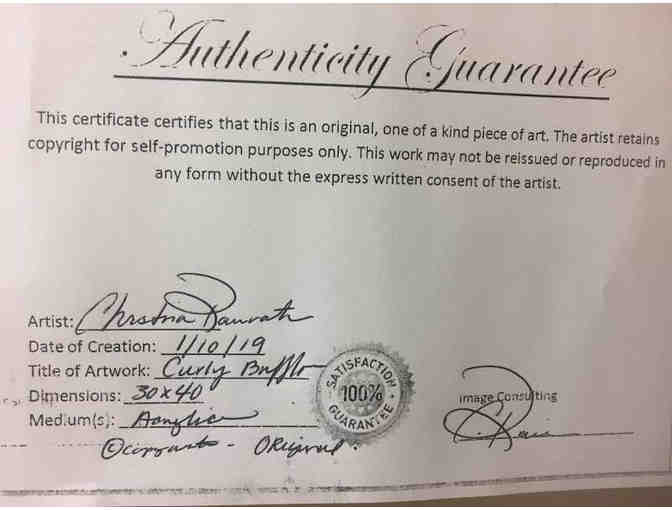 Authenticity Guarantee
This certificate certifies that this is an original, one of a kind piece of art. The artist retains
copyright for self-promotion purposes only. This work may not be reissued or reproduced in
any form without the express written consent of the artist.
Artist:
Date of Creation: 1/10/19
Title of Artwork: Curly Bufflo
Dimensions: 30x40
Medium(s):
- ORiginal.
SATISFACTION
100%
GUARANTEE
image Consulting